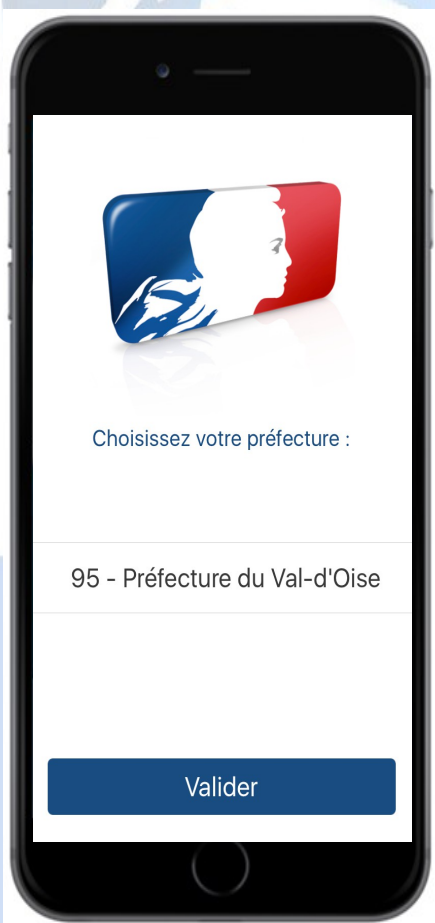 Choisissez votre préfecture :
95 - Préfecture du Val-d'Oise
Valider